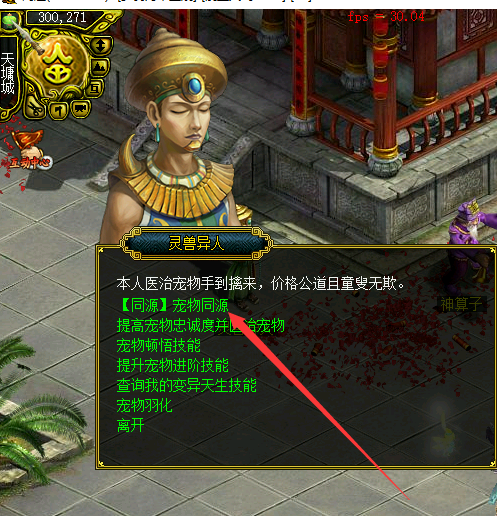 300,271
fps = 30.04
天墉城
互动中心
灵兽异人
本人医治宠物手到擒来，价格公道且童叟无欺。
【同源】宠物同源
提高宠物忠诚度并医治宠物
宠物顿悟技能
提升宠物进阶技能
查询我的变异天生技能
宠物羽化
离开
神算子